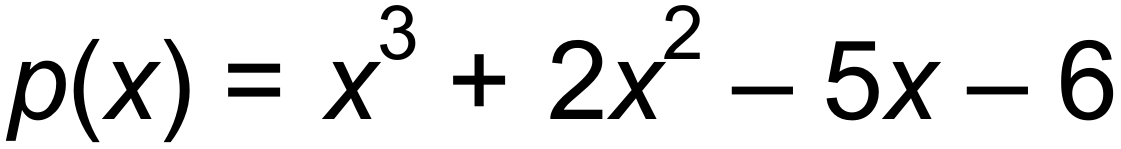 p(x) = x³ + 2x² – 5x – 6